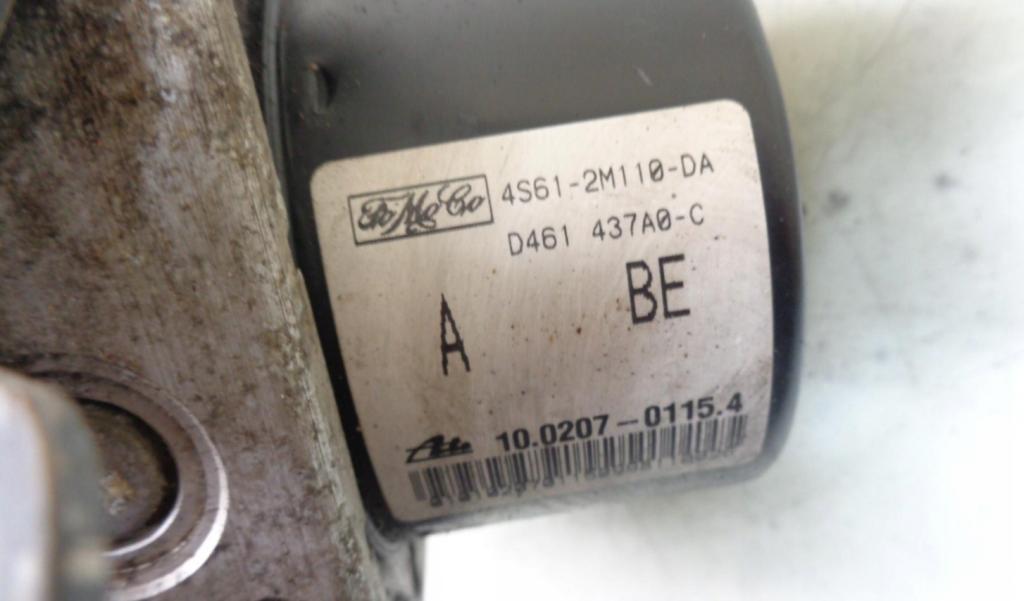 FoMoCo 4S61-2M110-DA
D461 437A0-C
A BE
Ate 10.0207-0115.4